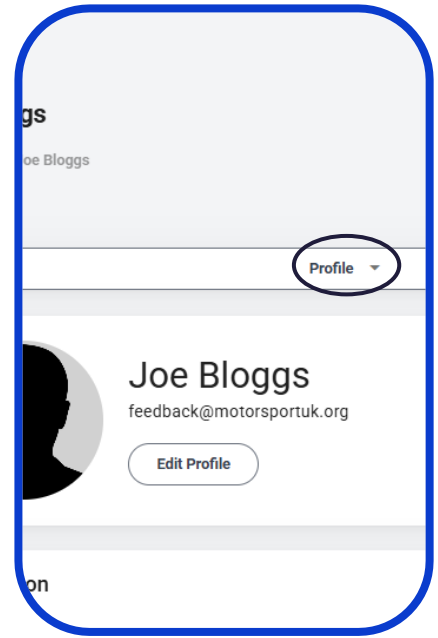 gs
oe Bloggs
Profile
Joe Bloggs
feedback@motorsportuk.org
Edit Profile
on